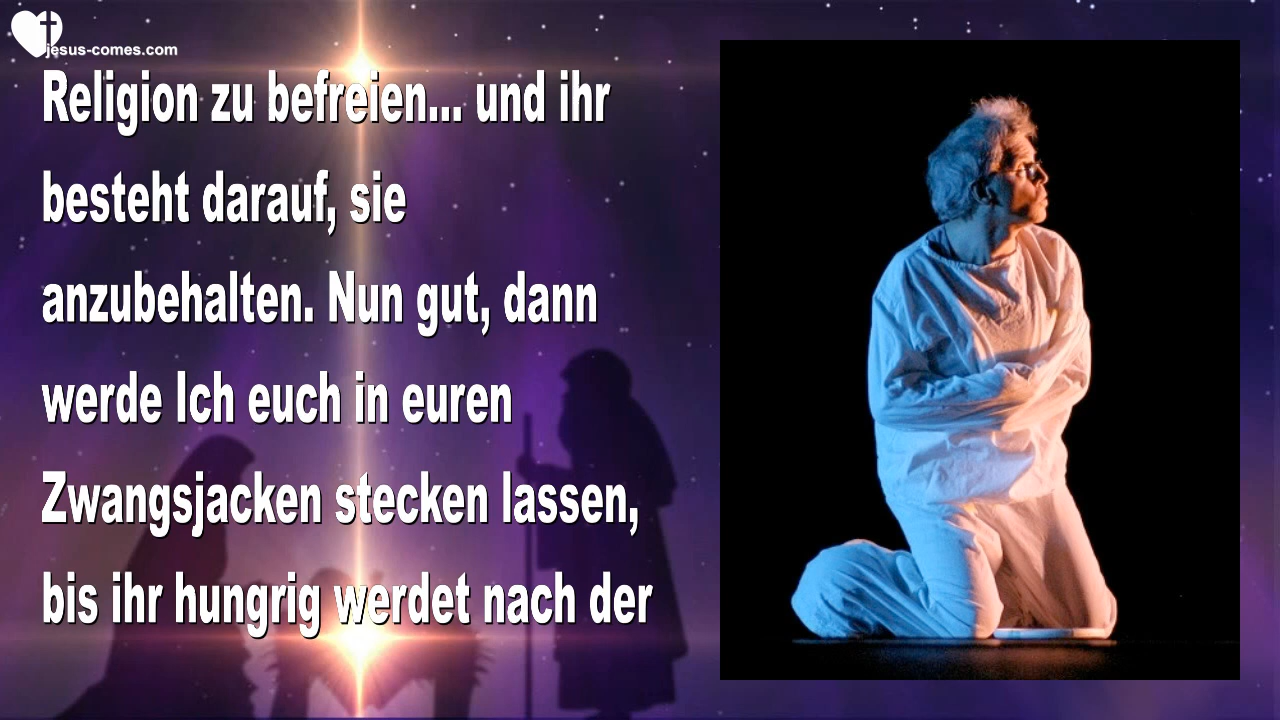 jesus-comes.com
Religion zu befreien... und ihr
besteht darauf, sie
anzubehalten. Nun gut, dann
werde Ich euch in euren
Zwangsjacken stecken lassen,
bis ihr hungrig werdet nach der